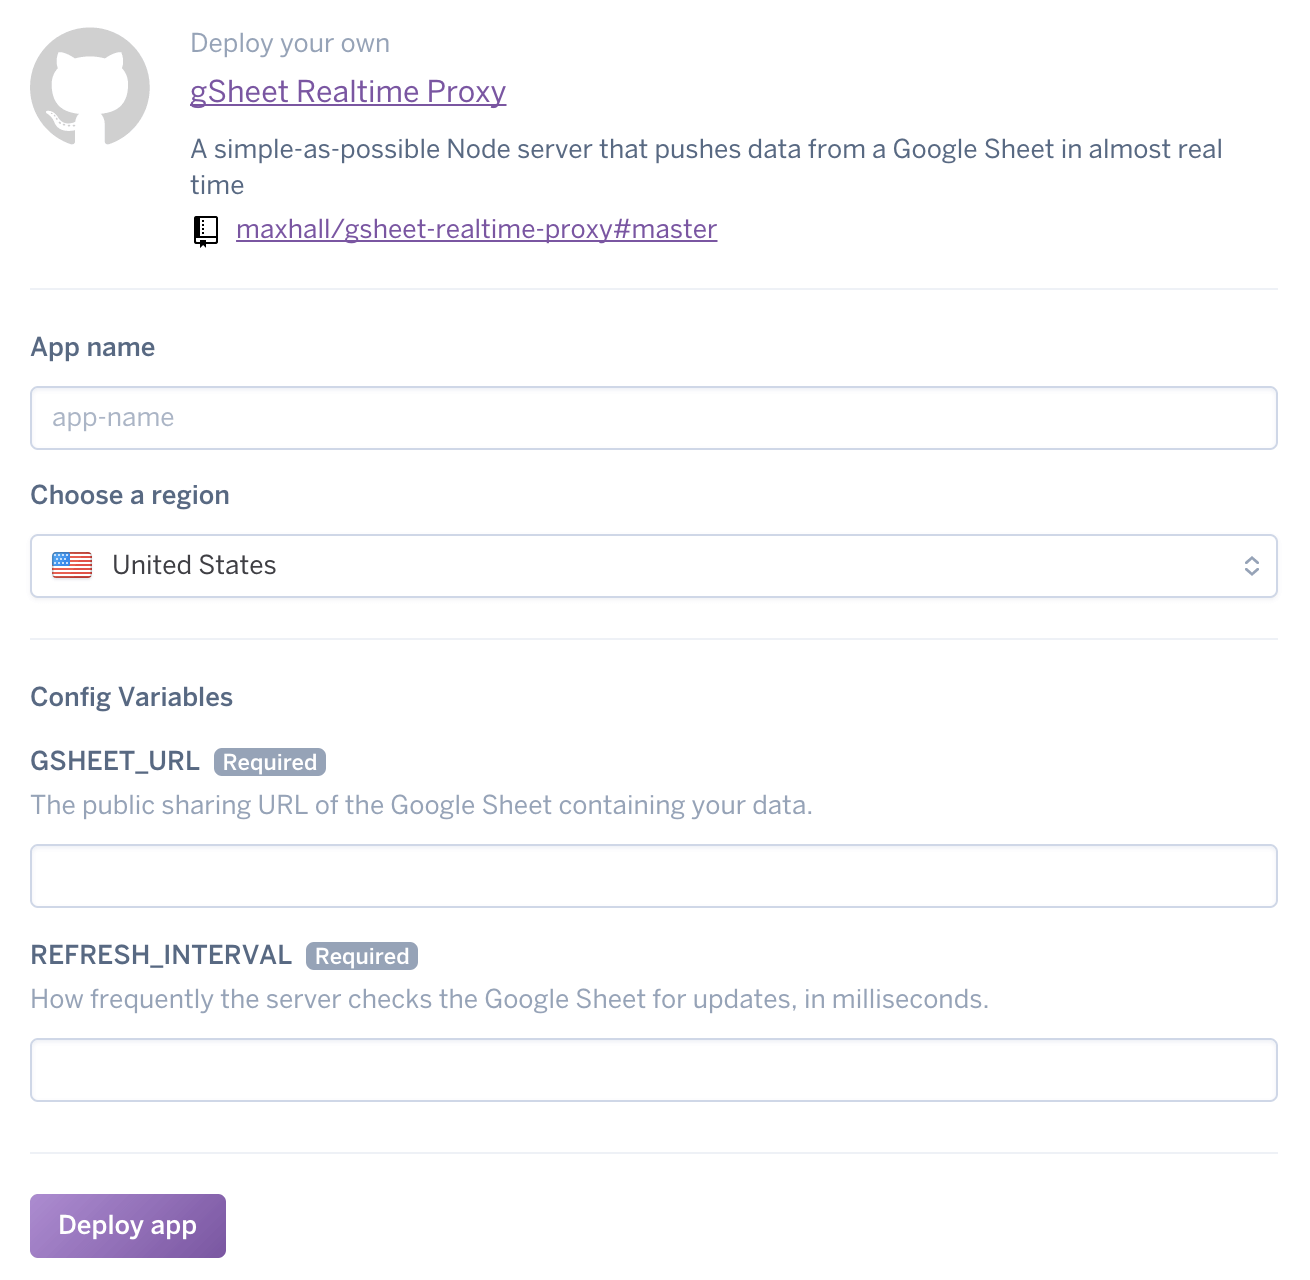 Deploy your own
gSheet Realtime Proxy
A simple-as-possible Node server that pushes data from a Google Sheet in almost real
time
maxhall/gsheet-realtime-proxy#master
App name
app-name
Choose a region
United States
Config Variables
GSHEET_URL Required
The public sharing URL of the Google Sheet containing your data.
REFRESH_INTERVAL Required
How frequently the server checks the Google Sheet for updates, in milliseconds.
Deploy app